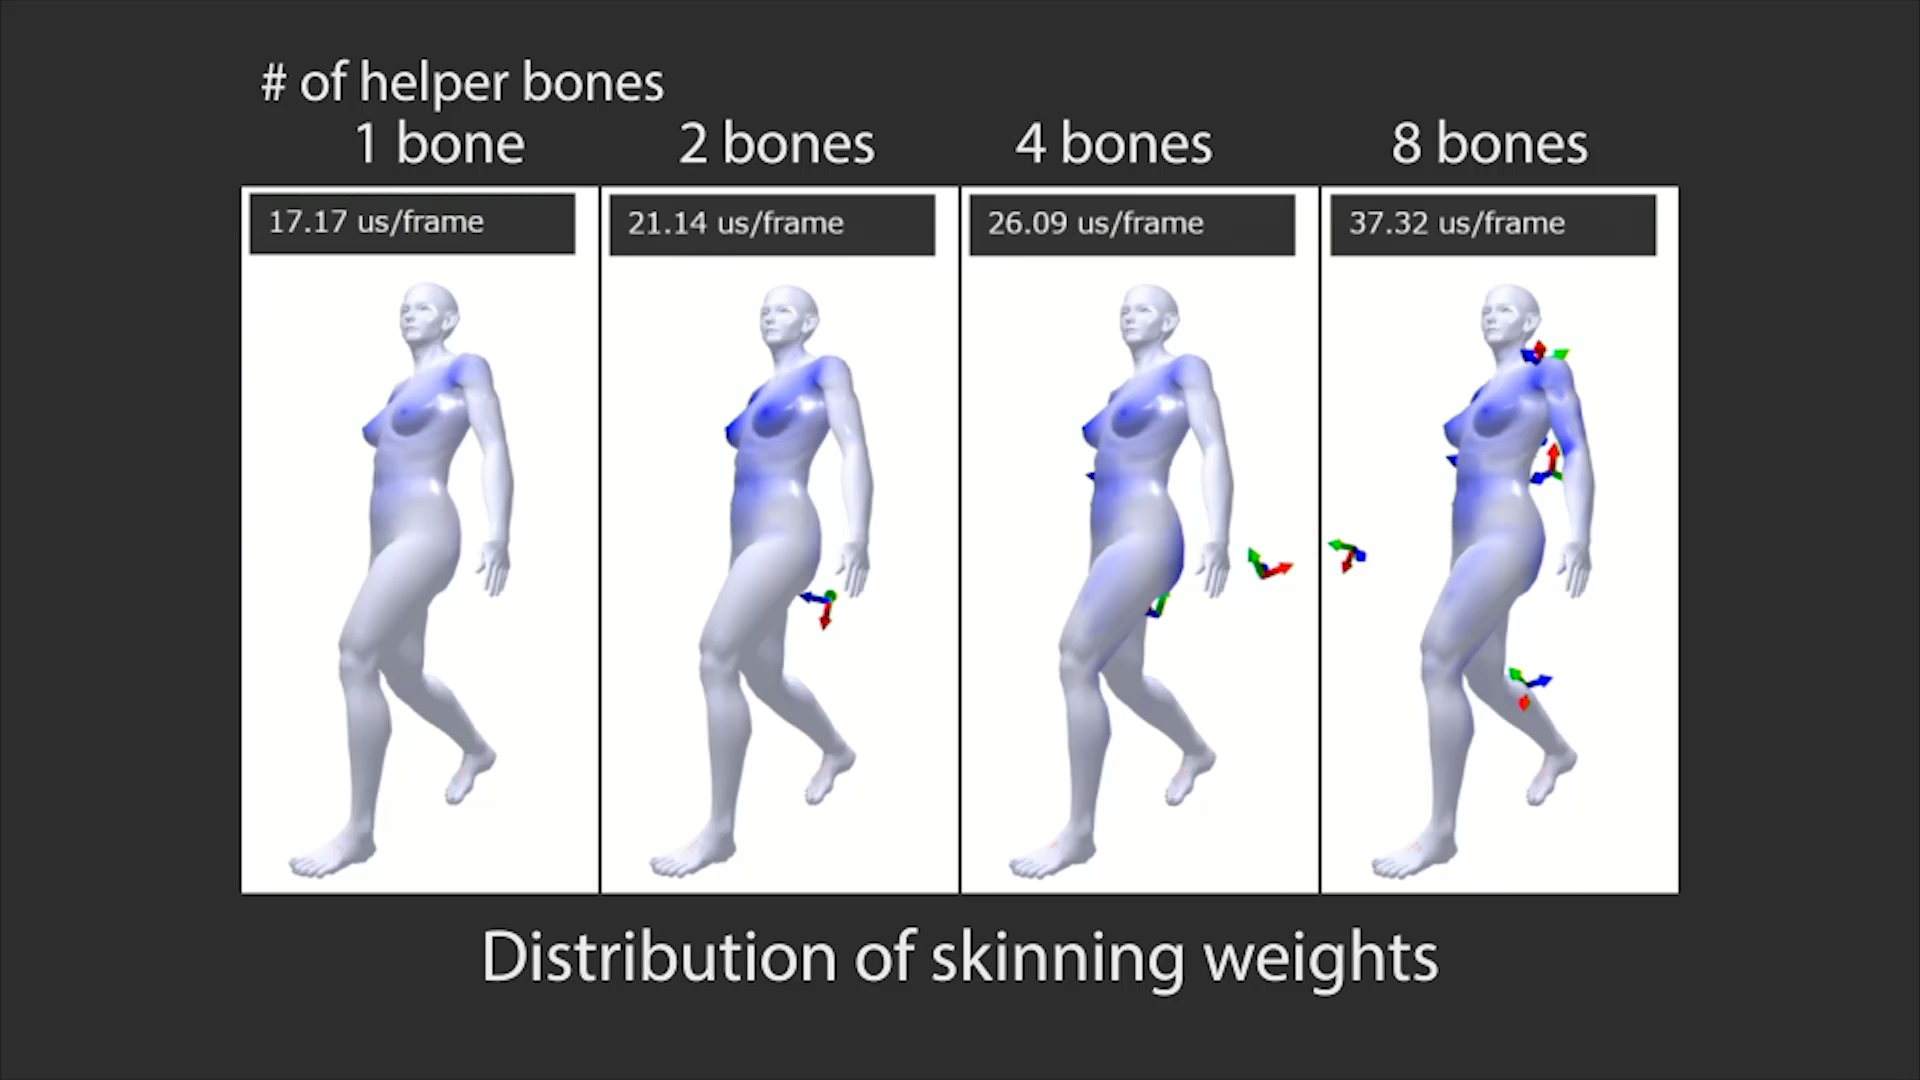 # of helper bones
1 bone
2 bones
4 bones
8 bones
17.17 us/frame
21.14 us/frame
26.09 us/frame
37.32 us/frame
Distribution of skinning weights